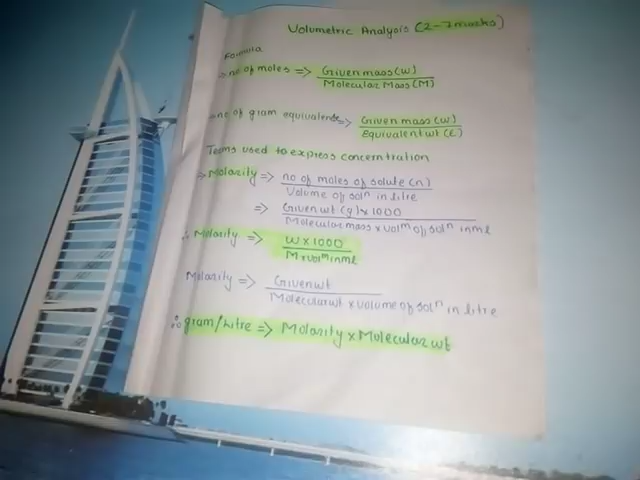 Volumetric Analysis (2-7 marks)
Formula
no of moles => Given mass (w) / Molecular Mass (M)
no of gram equivalents => Given mass (w) / Equivalent wt (E)
Terms used to express concentration
Molarity => no of moles of solute (n) / Volume of solⁿ in litre
=> Given wt (g) x 1000 / Molecular mass x volᵐ of solⁿ in ml
∴ Molarity => w x 1000 / M x volᵐ in ml
Molarity => Given wt / Molecular wt x volume of solⁿ in litre
∴ gram/Litre => Molarity x Molecular wt